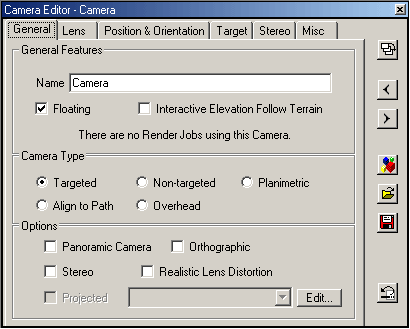 Camera Editor - Camera
General Lens Position & Orientation Target Stereo Misc
General Features
Name Camera
Floating Interactive Elevation Follow Terrain
There are no Render Jobs using this Camera.
Camera Type
Targeted Non-targeted Planimetric
Align to Path Overhead
Options
Panoramic Camera Orthographic
Stereo Realistic Lens Distortion
Projected Edit...